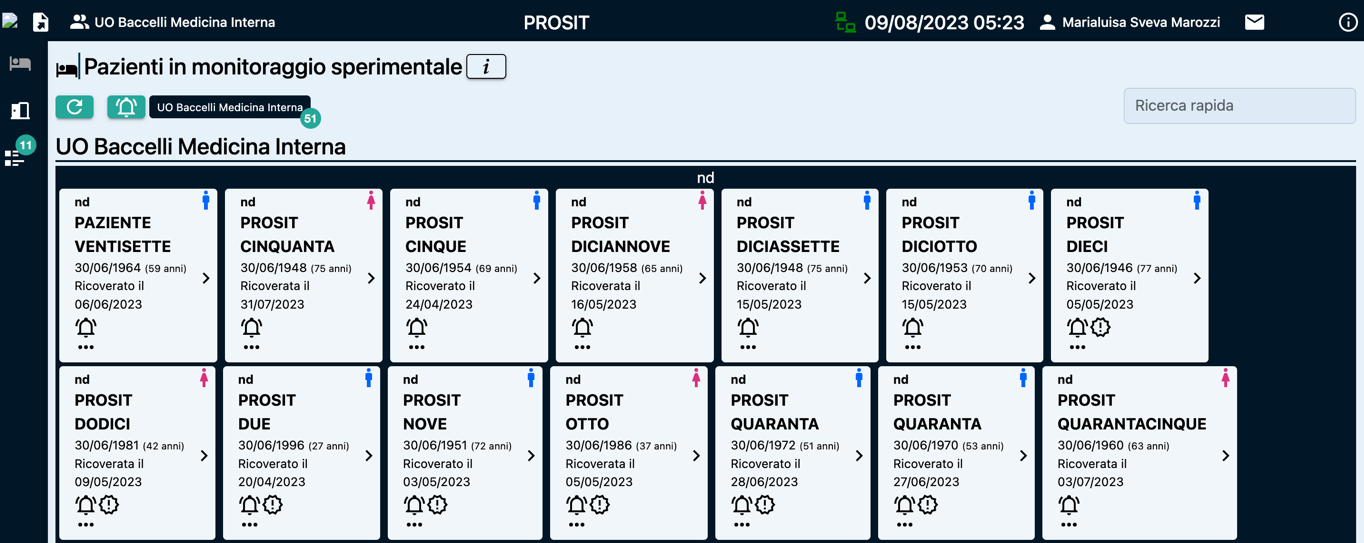 UO Baccelli Medicina Interna PROSIT 09/08/2023 05:23 Marialuisa Sveva Marozzi
Pazienti in monitoraggio sperimentale i
UO Baccelli Medicina Interna 51 Ricerca rapida
11
UO Baccelli Medicina Interna
nd
nd
PAZIENTE
VENTISETTE
30/06/1964 (59 anni)
Ricoverato il
06/06/2023
nd
PROSIT
CINQUANTA
30/06/1948 (75 anni)
Ricoverata il
31/07/2023
nd
PROSIT
CINQUE
30/06/1954 (69 anni)
Ricoverato il
24/04/2023
nd
PROSIT
DICIANNOVE
30/06/1958 (65 anni)
Ricoverata il
16/05/2023
nd
PROSIT
DICIASSETTE
30/06/1948 (75 anni)
Ricoverato il
15/05/2023
nd
PROSIT
DICIOTTO
30/06/1953 (70 anni)
Ricoverato il
15/05/2023
nd
PROSIT
DIECI
30/06/1946 (77 anni)
Ricoverato il
05/05/2023
nd
PROSIT
DODICI
30/06/1981 (42 anni)
Ricoverata il
09/05/2023
nd
PROSIT
DUE
30/06/1996 (27 anni)
Ricoverato il
20/04/2023
nd
PROSIT
NOVE
30/06/1951 (72 anni)
Ricoverato il
03/05/2023
nd
PROSIT
OTTO
30/06/1986 (37 anni)
Ricoverata il
05/05/2023
nd
PROSIT
QUARANTA
30/06/1972 (51 anni)
Ricoverato il
28/06/2023
nd
PROSIT
QUARANTA
30/06/1970 (53 anni)
Ricoverato il
27/06/2023
nd
PROSIT
QUARANTACINQUE
30/06/1960 (63 anni)
Ricoverata il
03/07/2023